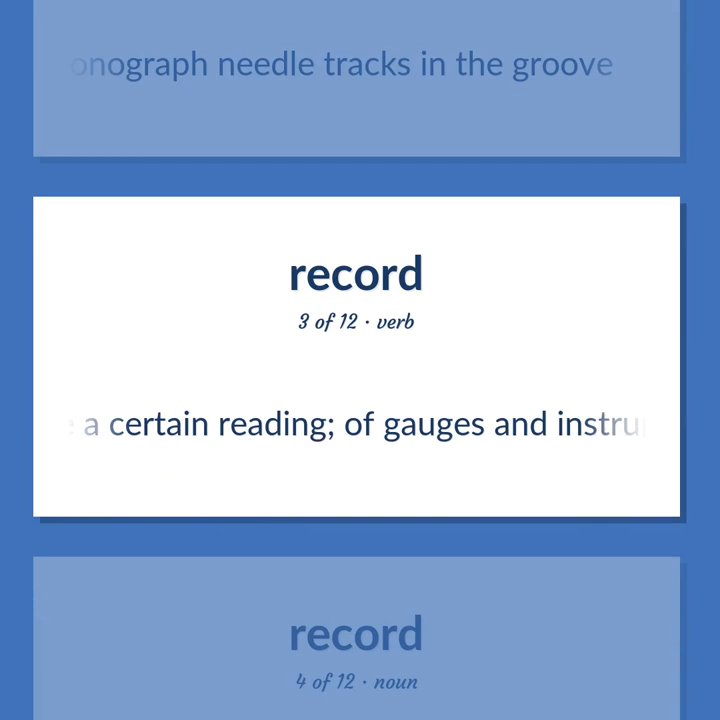 onograph needle tracks in the groove
record
3 of 12 · verb
a certain reading; of gauges and instru
record
4 of 12 · noun